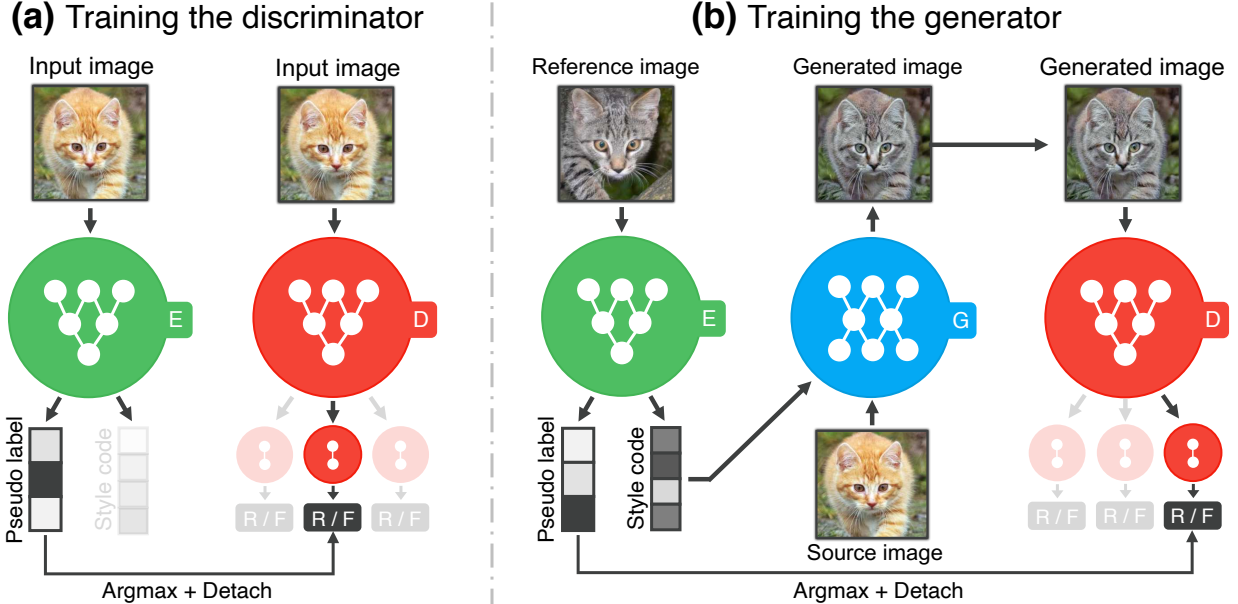 (a) Training the discriminator
Input image
Input image
E
D
Pseudo label
Style code
R / F
R / F
R / F
Argmax + Detach
(b) Training the generator
Reference image
Generated image
Generated image
E
G
D
Pseudo label
Style code
Source image
R / F
R / F
R / F
Argmax + Detach